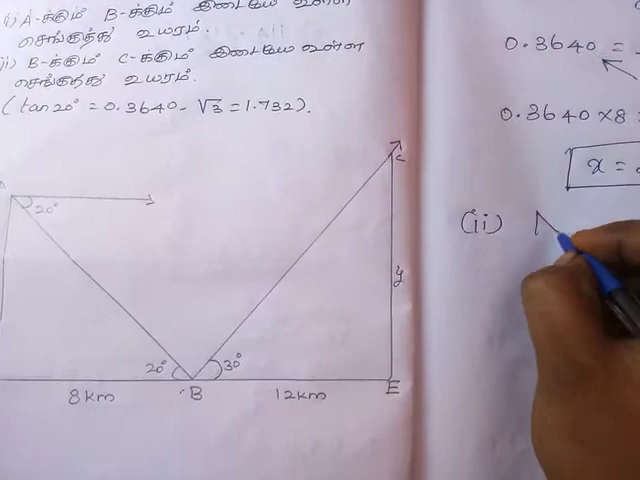 (i) A-க்கும் B-க்கும் இடையே உள்ள
செங்குத்து உயரம்.
(ii) B-க்கும் C-க்கும் இடையே உள்ள
செங்குத்து உயரம்.
( tan 20° = 0.3640, √3 = 1.732 ).
20°
C
y
20°
30°
8 km
B
12 km
E
0.3640 =
0.3640 × 8
x =
(ii)